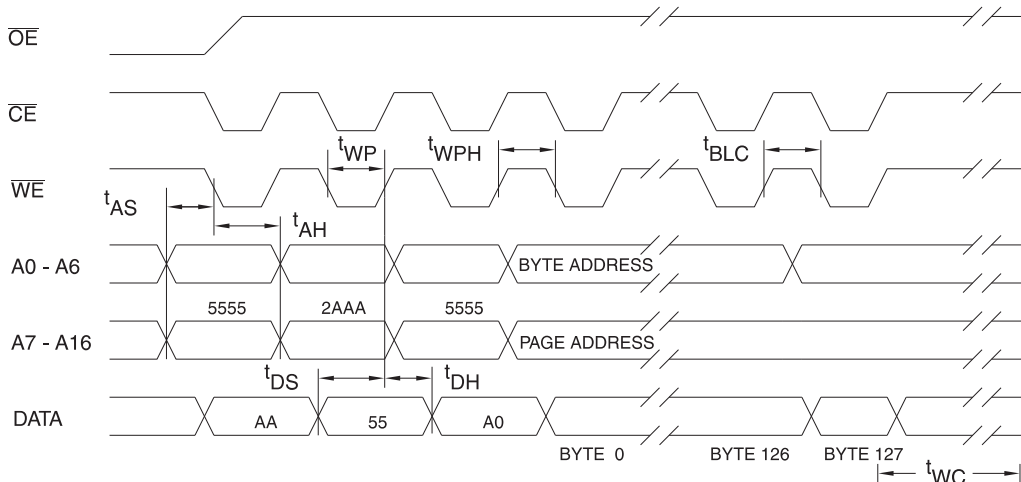 OE
CE
tWP tWPH tBLC
WE
tAS
tAH
A0 - A6 BYTE ADDRESS
5555 2AAA 5555
A7 - A16 PAGE ADDRESS
tDS tDH
DATA AA 55 A0
BYTE 0 BYTE 126 BYTE 127
tWC